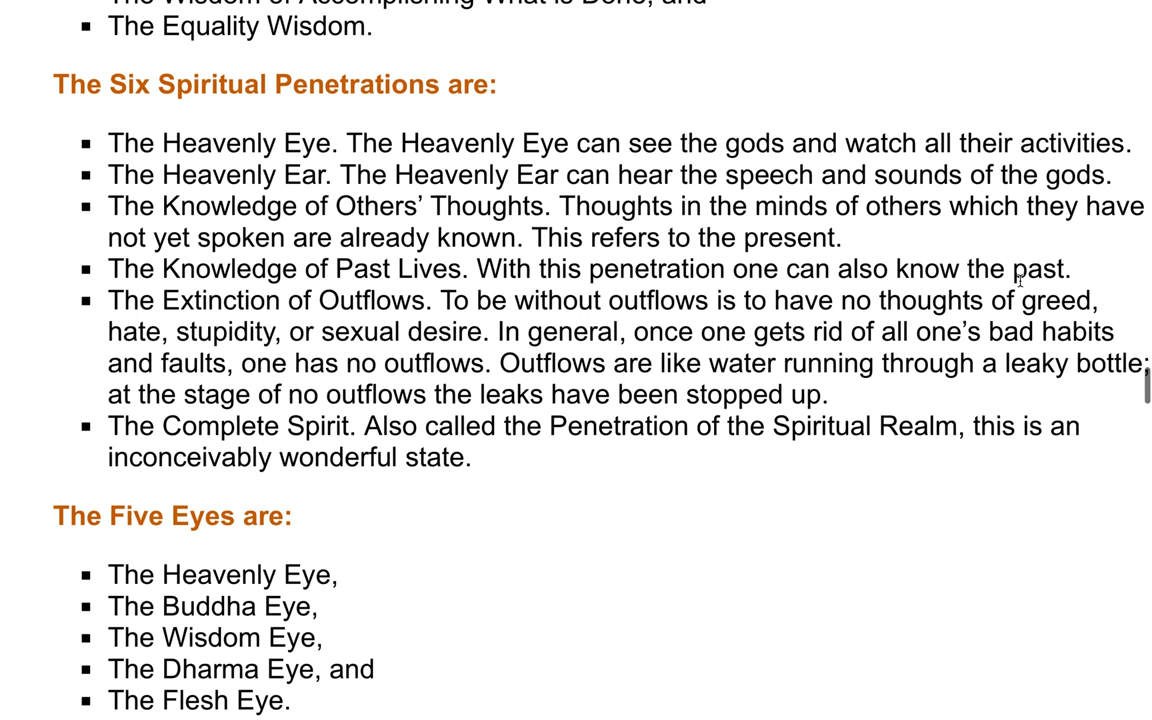 The Wisdom of Accomplishing What is Done, and
▪ The Equality Wisdom.
The Six Spiritual Penetrations are:
▪ The Heavenly Eye. The Heavenly Eye can see the gods and watch all their activities.
▪ The Heavenly Ear. The Heavenly Ear can hear the speech and sounds of the gods.
▪ The Knowledge of Others’ Thoughts. Thoughts in the minds of others which they have
not yet spoken are already known. This refers to the present.
▪ The Knowledge of Past Lives. With this penetration one can also know the past.
▪ The Extinction of Outflows. To be without outflows is to have no thoughts of greed,
hate, stupidity, or sexual desire. In general, once one gets rid of all one’s bad habits
and faults, one has no outflows. Outflows are like water running through a leaky bottle;
at the stage of no outflows the leaks have been stopped up.
▪ The Complete Spirit. Also called the Penetration of the Spiritual Realm, this is an
inconceivably wonderful state.
The Five Eyes are:
▪ The Heavenly Eye,
▪ The Buddha Eye,
▪ The Wisdom Eye,
▪ The Dharma Eye, and
▪ The Flesh Eye.